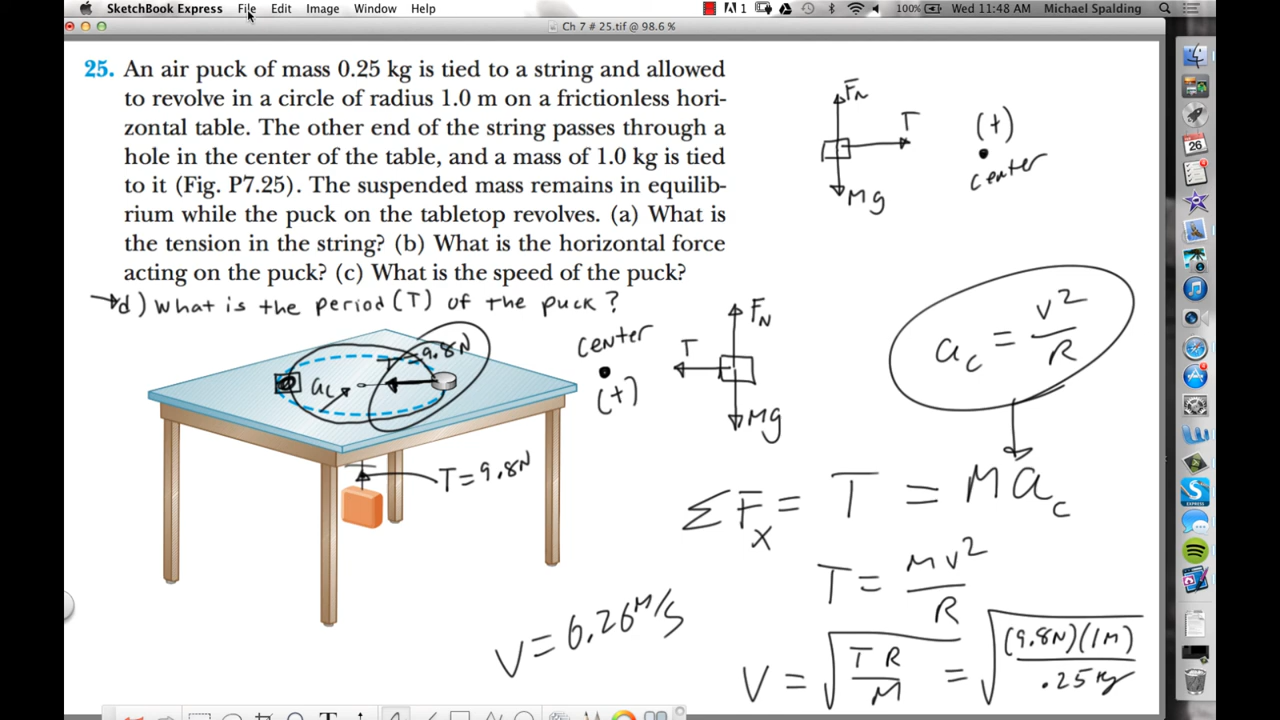 SketchBook Express File Edit Image Window Help
1 100% Wed 11:48 AM Michael Spalding
Ch 7 # 25.tif @ 98.6 %
25. An air puck of mass 0.25 kg is tied to a string and allowed
to revolve in a circle of radius 1.0 m on a frictionless hori-
zontal table. The other end of the string passes through a
hole in the center of the table, and a mass of 1.0 kg is tied
to it (Fig. P7.25). The suspended mass remains in equilib-
rium while the puck on the tabletop revolves. (a) What is
the tension in the string? (b) What is the horizontal force
acting on the puck? (c) What is the speed of the puck?
d) What is the period (T) of the puck?
FN
T
Mg
(+)
center
T=9.8N
ac
T=9.8N
center
(+)
FN
T
Mg
ac = v²/R
ΣFx = T = Mac
T = Mv²/R
V = √(TR/M) = √((9.8N)(1M)/.25Kg)
V = 6.26 M/S
26
EXPRESS
T